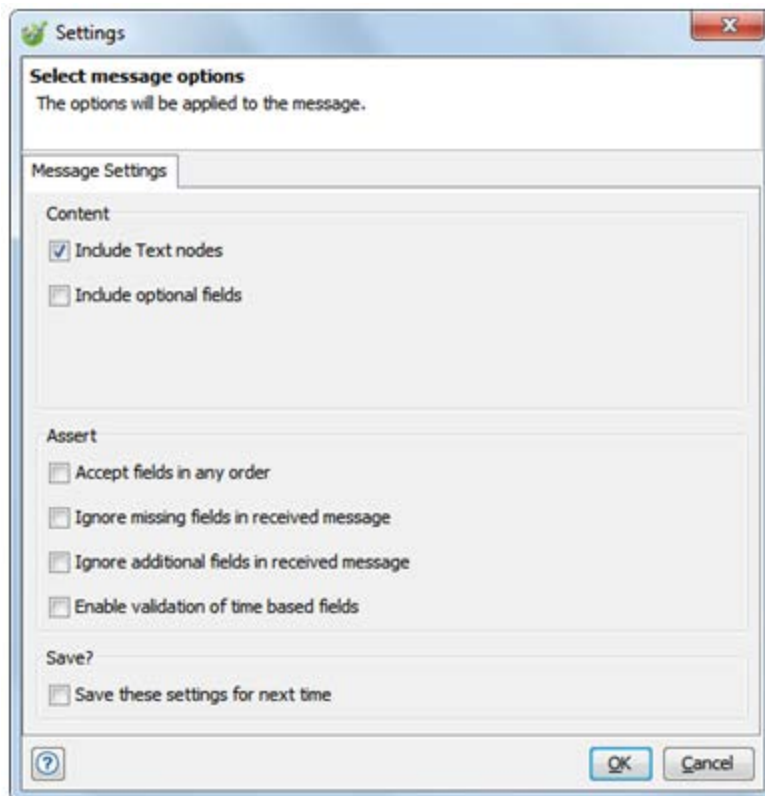 Settings
Select message options
The options will be applied to the message.
Message Settings
Content
Include Text nodes
Include optional fields
Assert
Accept fields in any order
Ignore missing fields in received message
Ignore additional fields in received message
Enable validation of time based fields
Save?
Save these settings for next time
? OK Cancel